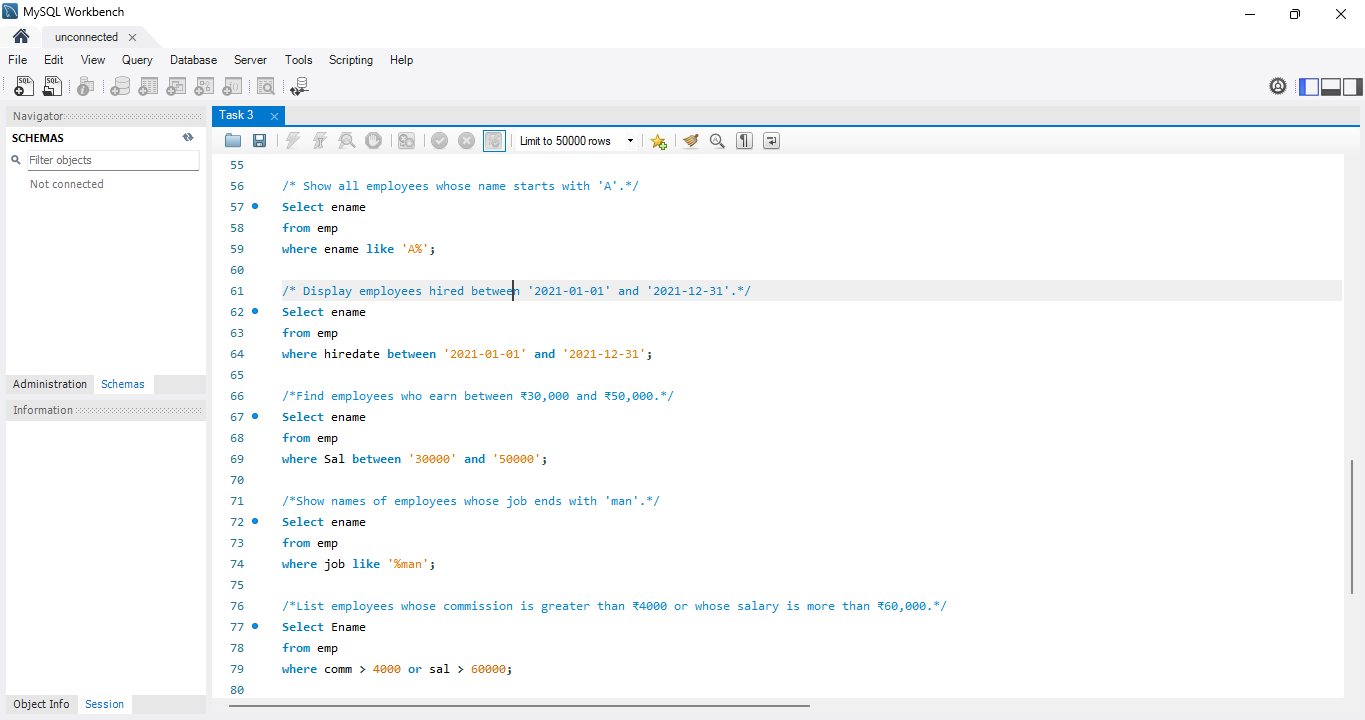 MySQL Workbench
unconnected
File Edit View Query Database Server Tools Scripting Help
SQL SQL
Navigator
Task 3
SCHEMAS
Limit to 50000 rows
Filter objects
Not connected
55
56 /* Show all employees whose name starts with 'A'.*/
57 Select ename
58 from emp
59 where ename like 'A%';
60
61 /* Display employees hired between '2021-01-01' and '2021-12-31'.*/
62 Select ename
63 from emp
64 where hiredate between '2021-01-01' and '2021-12-31';
65
66 /*Find employees who earn between ₹30,000 and ₹50,000.*/
67 Select ename
68 from emp
69 where Sal between '30000' and '50000';
70
71 /*Show names of employees whose job ends with 'man'.*/
72 Select ename
73 from emp
74 where job like '%man';
75
76 /*List employees whose commission is greater than ₹4000 or whose salary is more than ₹60,000.*/
77 Select Ename
78 from emp
79 where comm > 4000 or sal > 60000;
80
Administration Schemas
Information
Object Info Session